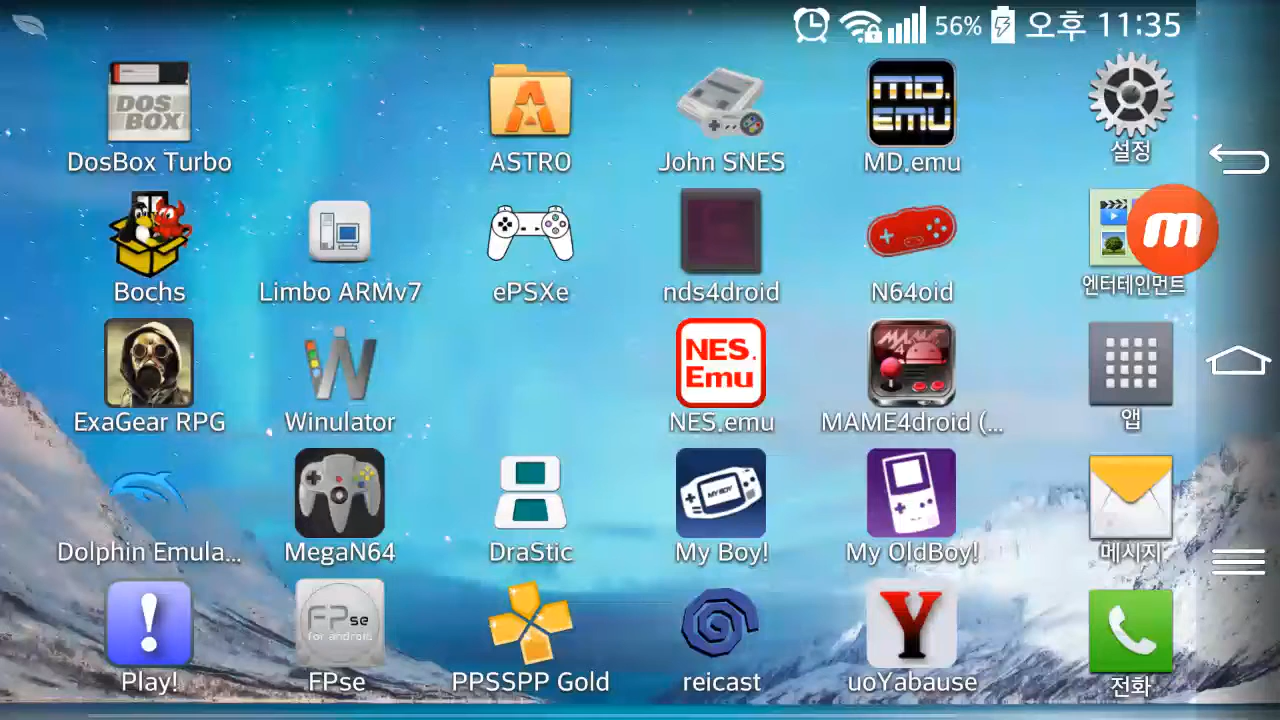 56% 오후 11:35
DOS
BOX
MD.
EMU
DosBox Turbo
ASTRO
John SNES
MD.emu
설정
Bochs
Limbo ARMv7
ePSXe
nds4droid
N64oid
엔터테인먼트
NES.
Emu
MAME
ExaGear RPG
Winulator
NES.emu
MAME4droid (...
앱
MY BOY!
Dolphin Emula...
MegaN64
DraStic
My Boy!
My OldBoy!
메시지
FPse
for android
Play!
FPse
PPSSPP Gold
reicast
uoYabause
전화